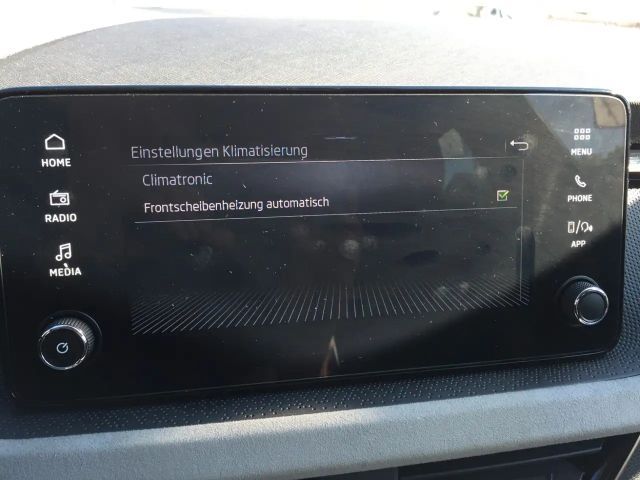 HOME
RADIO
MEDIA
Einstellungen Klimatisierung
Climatronic
Frontscheibenheizung automatisch
MENU
PHONE
APP